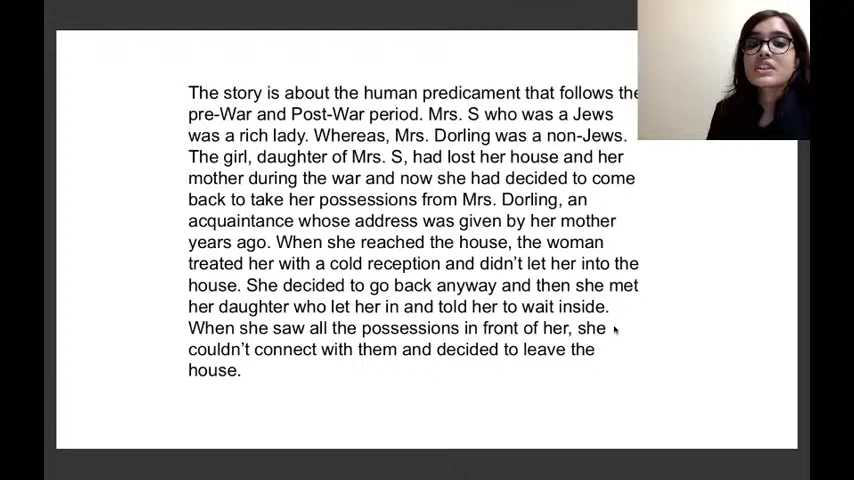 The story is about the human predicament that follows the
pre-War and Post-War period. Mrs. S who was a Jews
was a rich lady. Whereas, Mrs. Dorling was a non-Jews.
The girl, daughter of Mrs. S, had lost her house and her
mother during the war and now she had decided to come
back to take her possessions from Mrs. Dorling, an
acquaintance whose address was given by her mother
years ago. When she reached the house, the woman
treated her with a cold reception and didn't let her into the
house. She decided to go back anyway and then she met
her daughter who let her in and told her to wait inside.
When she saw all the possessions in front of her, she
couldn't connect with them and decided to leave the
house.